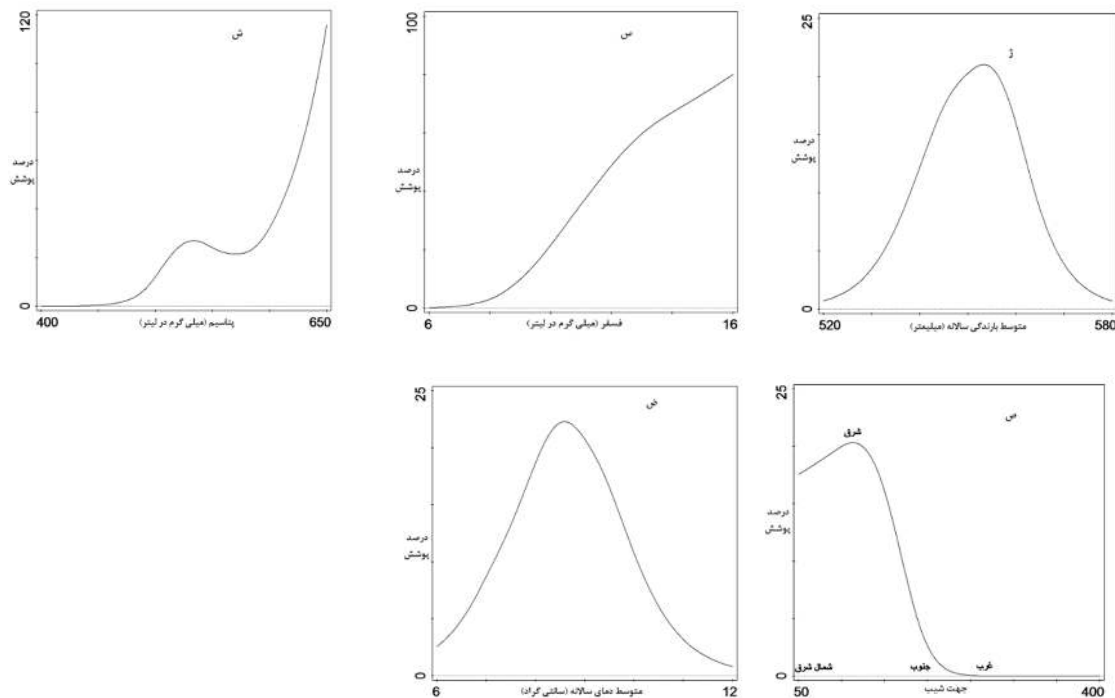 ژ
25
درصد
پوشش
0
520
متوسط بارندگی سالانه (میلیمتر)
580
س
100
درصد
پوشش
0
6
فسفر (میلی گرم در لیتر)
16
ش
120
درصد
پوشش
0
400
پتاسیم (میلی گرم در لیتر)
650
ص
25
شرق
درصد
پوشش
0
شمال شرق
جنوب
غرب
50
جهت شیب
400
ض
25
درصد
پوشش
0
6
متوسط دمای سالانه (سانتی گراد)
12